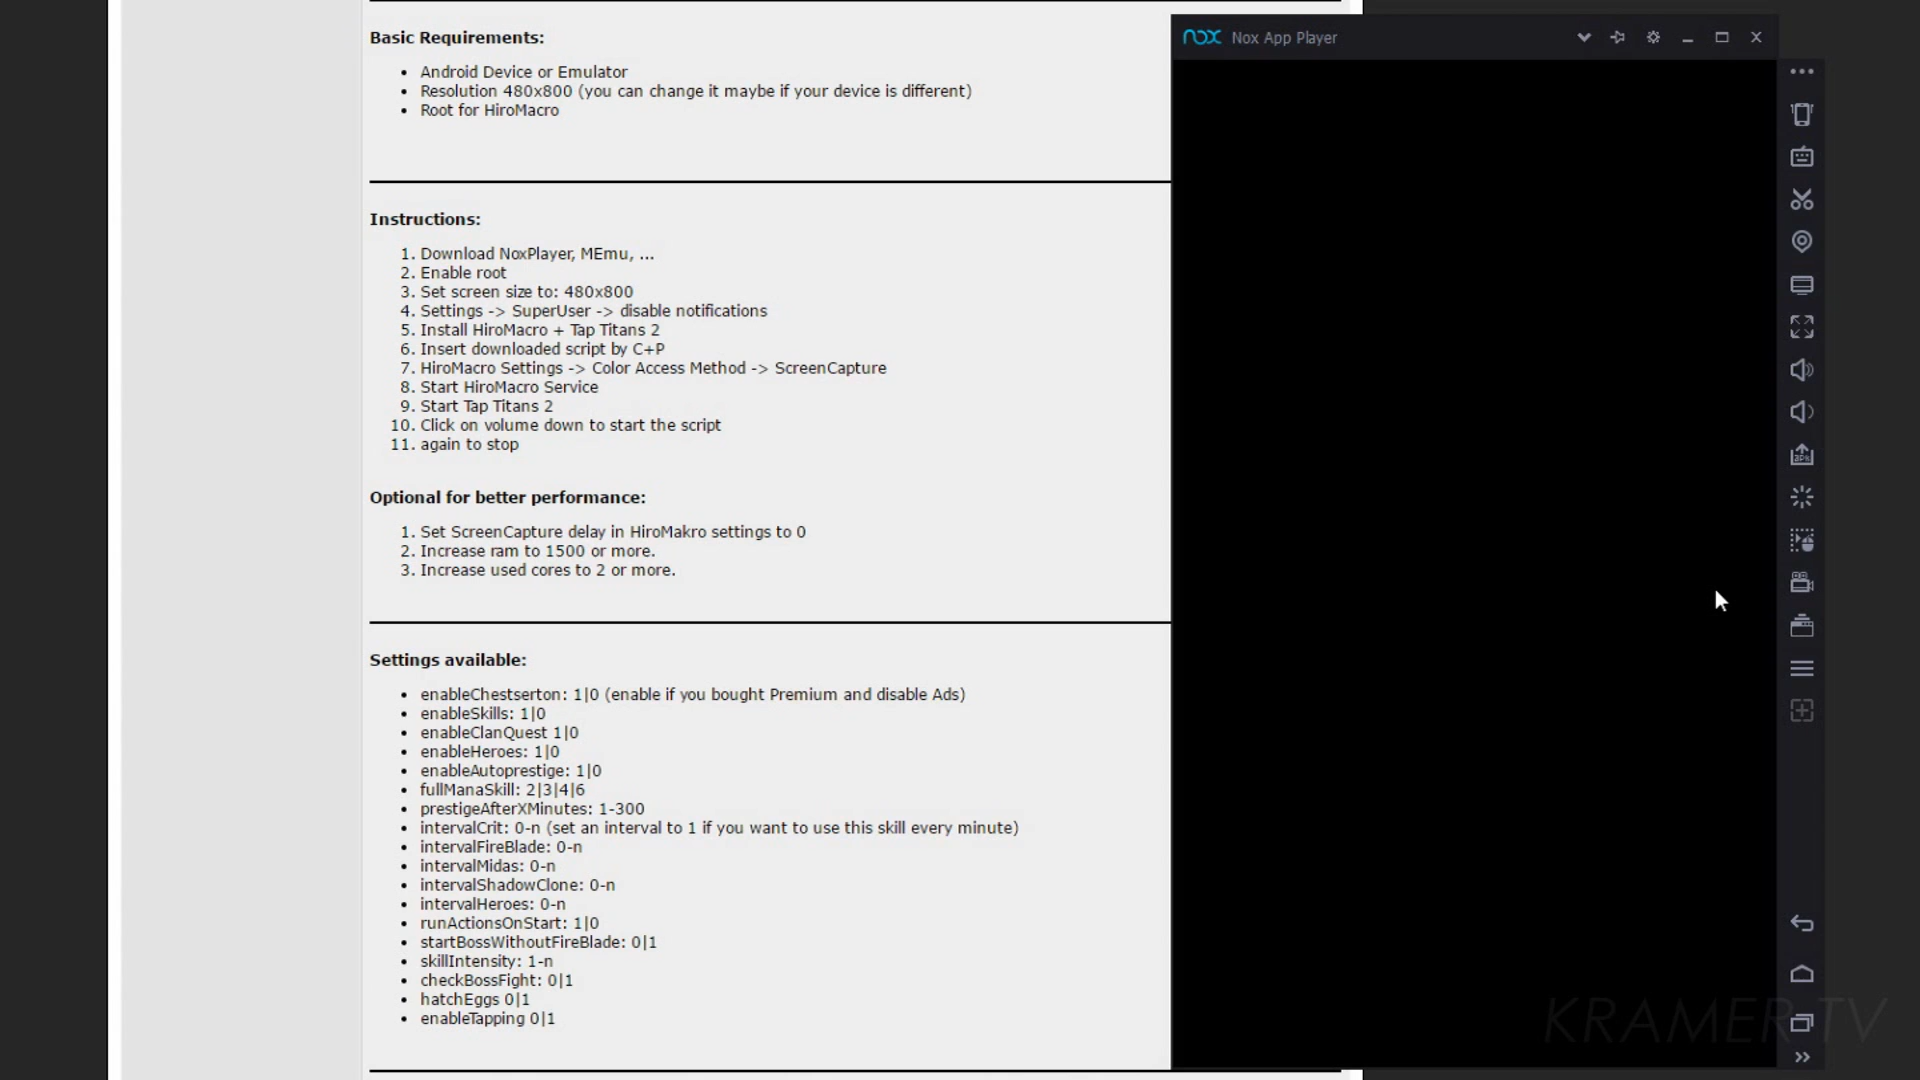 Basic Requirements:
• Android Device or Emulator
• Resolution 480x800 (you can change it maybe if your device is different)
• Root for HiroMacro
Instructions:
1. Download NoxPlayer, MEmu, ...
2. Enable root
3. Set screen size to: 480x800
4. Settings -> SuperUser -> disable notifications
5. Install HiroMacro + Tap Titans 2
6. Insert downloaded script by C+P
7. HiroMacro Settings -> Color Access Method -> ScreenCapture
8. Start HiroMacro Service
9. Start Tap Titans 2
10. Click on volume down to start the script
11. again to stop
Optional for better performance:
1. Set ScreenCapture delay in HiroMakro settings to 0
2. Increase ram to 1500 or more.
3. Increase used cores to 2 or more.
Settings available:
• enableChestserton: 1|0 (enable if you bought Premium and disable Ads)
• enableSkills: 1|0
• enableClanQuest 1|0
• enableHeroes: 1|0
• enableAutoprestige: 1|0
• fullManaSkill: 2|3|4|6
• prestigeAfterXMinutes: 1-300
• intervalCrit: 0-n (set an interval to 1 if you want to use this skill every minute)
• intervalFireBlade: 0-n
• intervalMidas: 0-n
• intervalShadowClone: 0-n
• intervalHeroes: 0-n
• runActionsOnStart: 1|0
• startBossWithoutFireBlade: 0|1
• skillIntensity: 1-n
• checkBossFight: 0|1
• hatchEggs 0|1
• enableTapping 0|1
nox Nox App Player
KRAMER TV